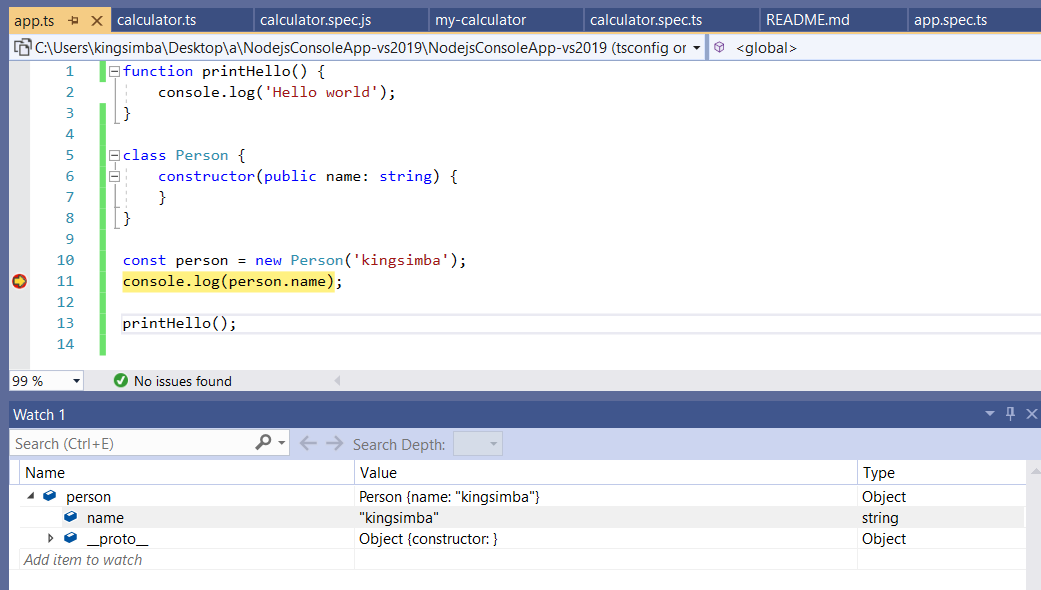 app.ts calculator.ts calculator.spec.js my-calculator calculator.spec.ts README.md app.spec.ts
C:\Users\kingsimba\Desktop\a\NodejsConsoleApp-vs2019\NodejsConsoleApp-vs2019 (tsconfig or <global>
1 function printHello() {
2 console.log('Hello world');
3 }
4
5 class Person {
6 constructor(public name: string) {
7 }
8 }
9
10 const person = new Person('kingsimba');
11 console.log(person.name);
12
13 printHello();
14
99 % No issues found
Watch 1
Search (Ctrl+E) Search Depth:
Name Value Type
person Person {name: "kingsimba"} Object
name "kingsimba" string
__proto__ Object {constructor: } Object
Add item to watch